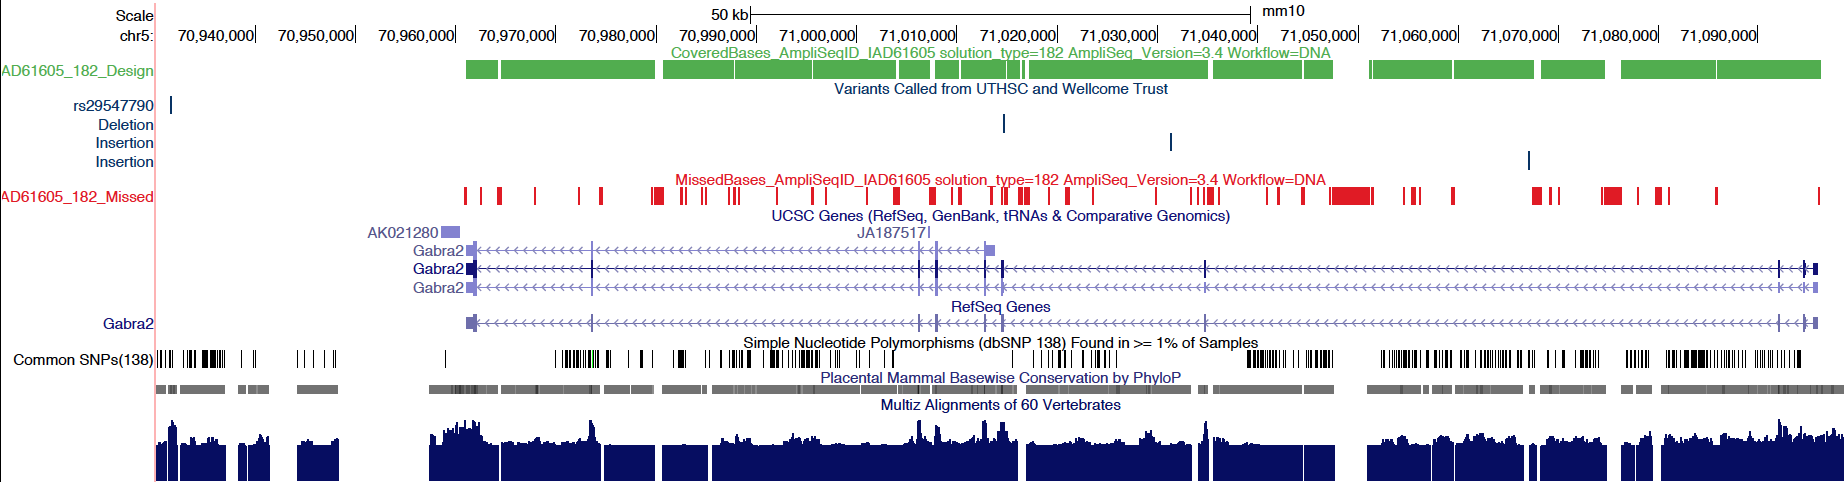 Scale 50 kb mm10
chr5: 70,940,000 70,950,000 70,960,000 70,970,000 70,980,000 70,990,000 71,000,000 71,010,000 71,020,000 71,030,000 71,040,000 71,050,000 71,060,000 71,070,000 71,080,000 71,090,000
CoveredBases_AmpliSeqID_IAD61605 solution_type=182 AmpliSeq_Version=3.4 Workflow=DNA
AD61605_182_Design
Variants Called from UTHSC and Wellcome Trust
rs29547790
Deletion
Insertion
Insertion
MissedBases_AmpliSeqID_IAD61605 solution_type=182 AmpliSeq_Version=3.4 Workflow=DNA
AD61605_182_Missed
UCSC Genes (RefSeq, GenBank, tRNAs & Comparative Genomics)
AK021280 JA187517
Gabra2
Gabra2
Gabra2
RefSeq Genes
Gabra2
Simple Nucleotide Polymorphisms (dbSNP 138) Found in >= 1% of Samples
Common SNPs(138)
Placental Mammal Basewise Conservation by PhyloP
Multiz Alignments of 60 Vertebrates